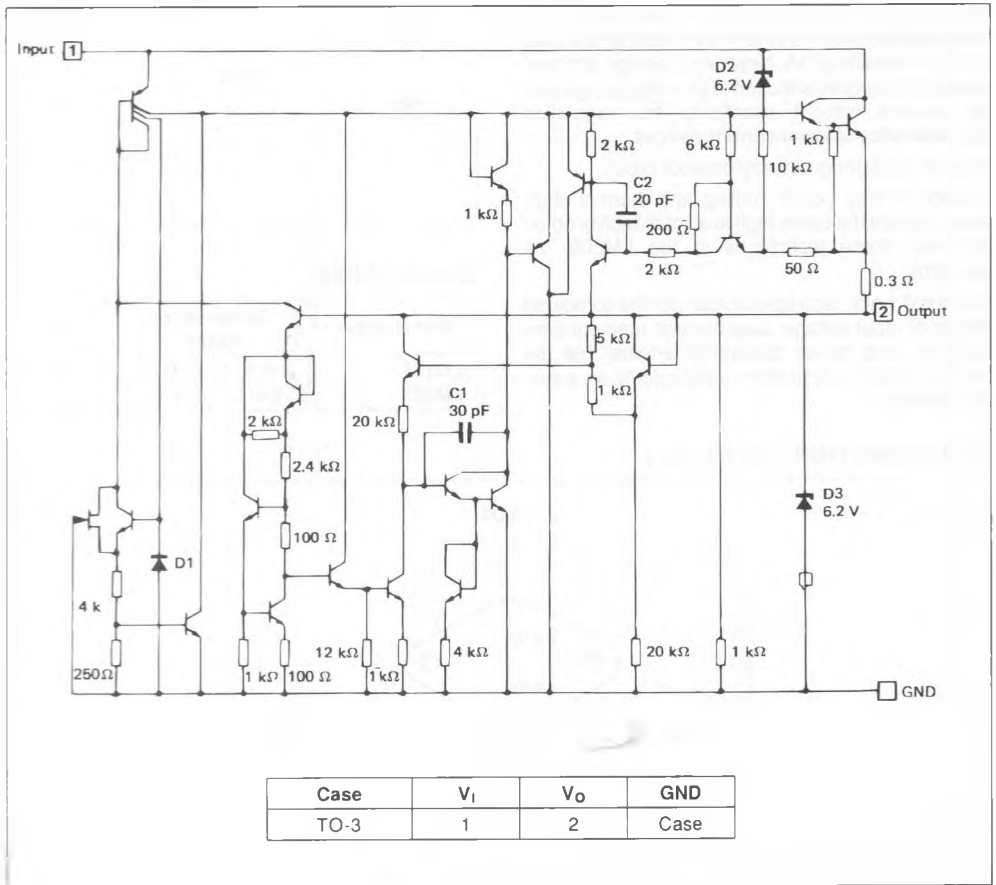 Input 1
D2
6.2 V
2 kΩ
6 kΩ
1 kΩ
10 kΩ
C2
20 pF
1 kΩ
200 Ω
2 kΩ
50 Ω
0.3 Ω
2 Output
5 kΩ
C1
30 pF
1 kΩ
20 kΩ
2 kΩ
2.4 kΩ
D3
6.2 V
100 Ω
D1
4 k
250Ω
1 kΩ
100 Ω
12 kΩ
1 kΩ
4 kΩ
20 kΩ
1 kΩ
GND
Case VI VO GND
TO-3 1 2 Case